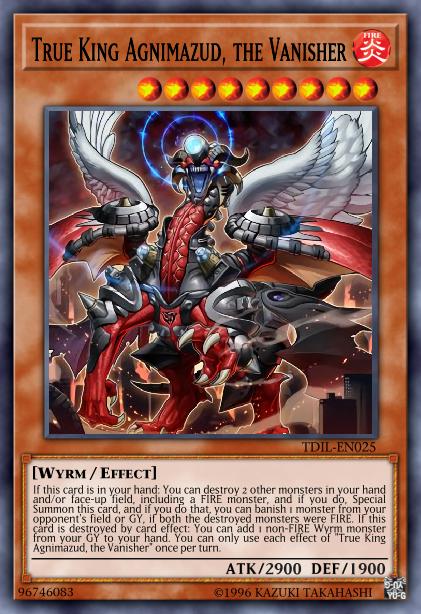 TRUE KING AGNIMAZUD, THE VANISHER
FIRE
炎
TDIL-EN025
[WYRM / EFFECT]
If this card is in your hand: You can destroy 2 other monsters in your hand
and/or face-up field, including a FIRE monster, and if you do, Special
Summon this card, and if you do that, you can banish 1 monster from your
opponent's field or GY, if both the destroyed monsters were FIRE. If this
card is destroyed by card effect: You can add 1 non-FIRE Wyrm monster
from your GY to your hand. You can only use each effect of "True King
Agnimazud, the Vanisher" once per turn.
ATK/2900 DEF/1900
96746083
©1996 KAZUKI TAKAHASHI